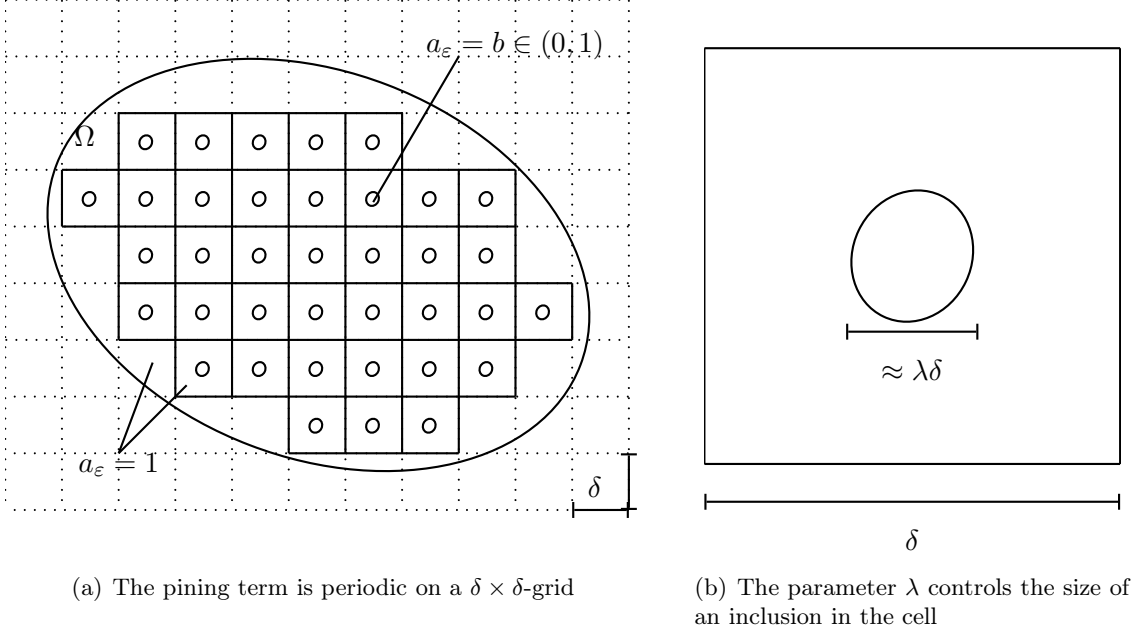 a_ε = b ∈ (0, 1)
Ω
a_ε = 1
δ
≈ λδ
δ
(a) The pining term is periodic on a δ × δ-grid
(b) The parameter λ controls the size of
an inclusion in the cell